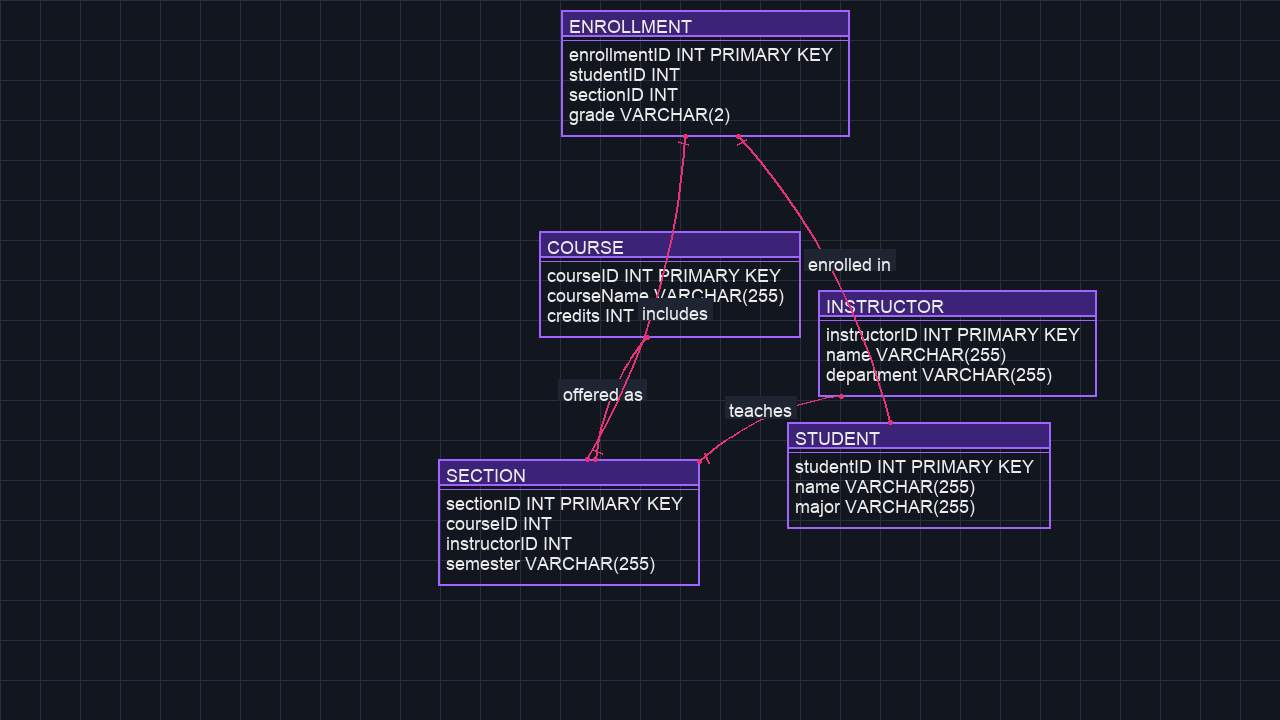 ENROLLMENT
enrollmentID INT PRIMARY KEY
studentID INT
sectionID INT
grade VARCHAR(2)
COURSE
courseID INT PRIMARY KEY
courseName VARCHAR(255)
credits INT
includes
enrolled in
INSTRUCTOR
instructorID INT PRIMARY KEY
name VARCHAR(255)
department VARCHAR(255)
offered as
teaches
STUDENT
studentID INT PRIMARY KEY
name VARCHAR(255)
major VARCHAR(255)
SECTION
sectionID INT PRIMARY KEY
courseID INT
instructorID INT
semester VARCHAR(255)